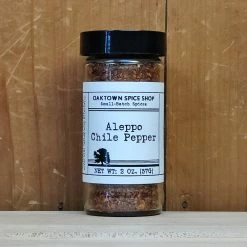 OAKTOWN SPICE SHOP
Small-Batch Spices
Aleppo
Chile Pepper
NET WT: 2 OZ. (57G)